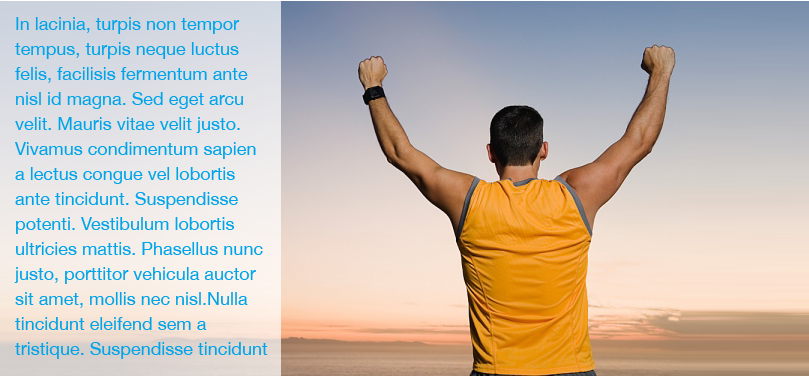 In lacinia, turpis non tempor
tempus, turpis neque luctus
felis, facilisis fermentum ante
nisl id magna. Sed eget arcu
velit. Mauris vitae velit justo.
Vivamus condimentum sapien
a lectus congue vel lobortis
ante tincidunt. Suspendisse
potenti. Vestibulum lobortis
ultricies mattis. Phasellus nunc
justo, porttitor vehicula auctor
sit amet, mollis nec nisl.Nulla
tincidunt eleifend sem a
tristique. Suspendisse tincidunt